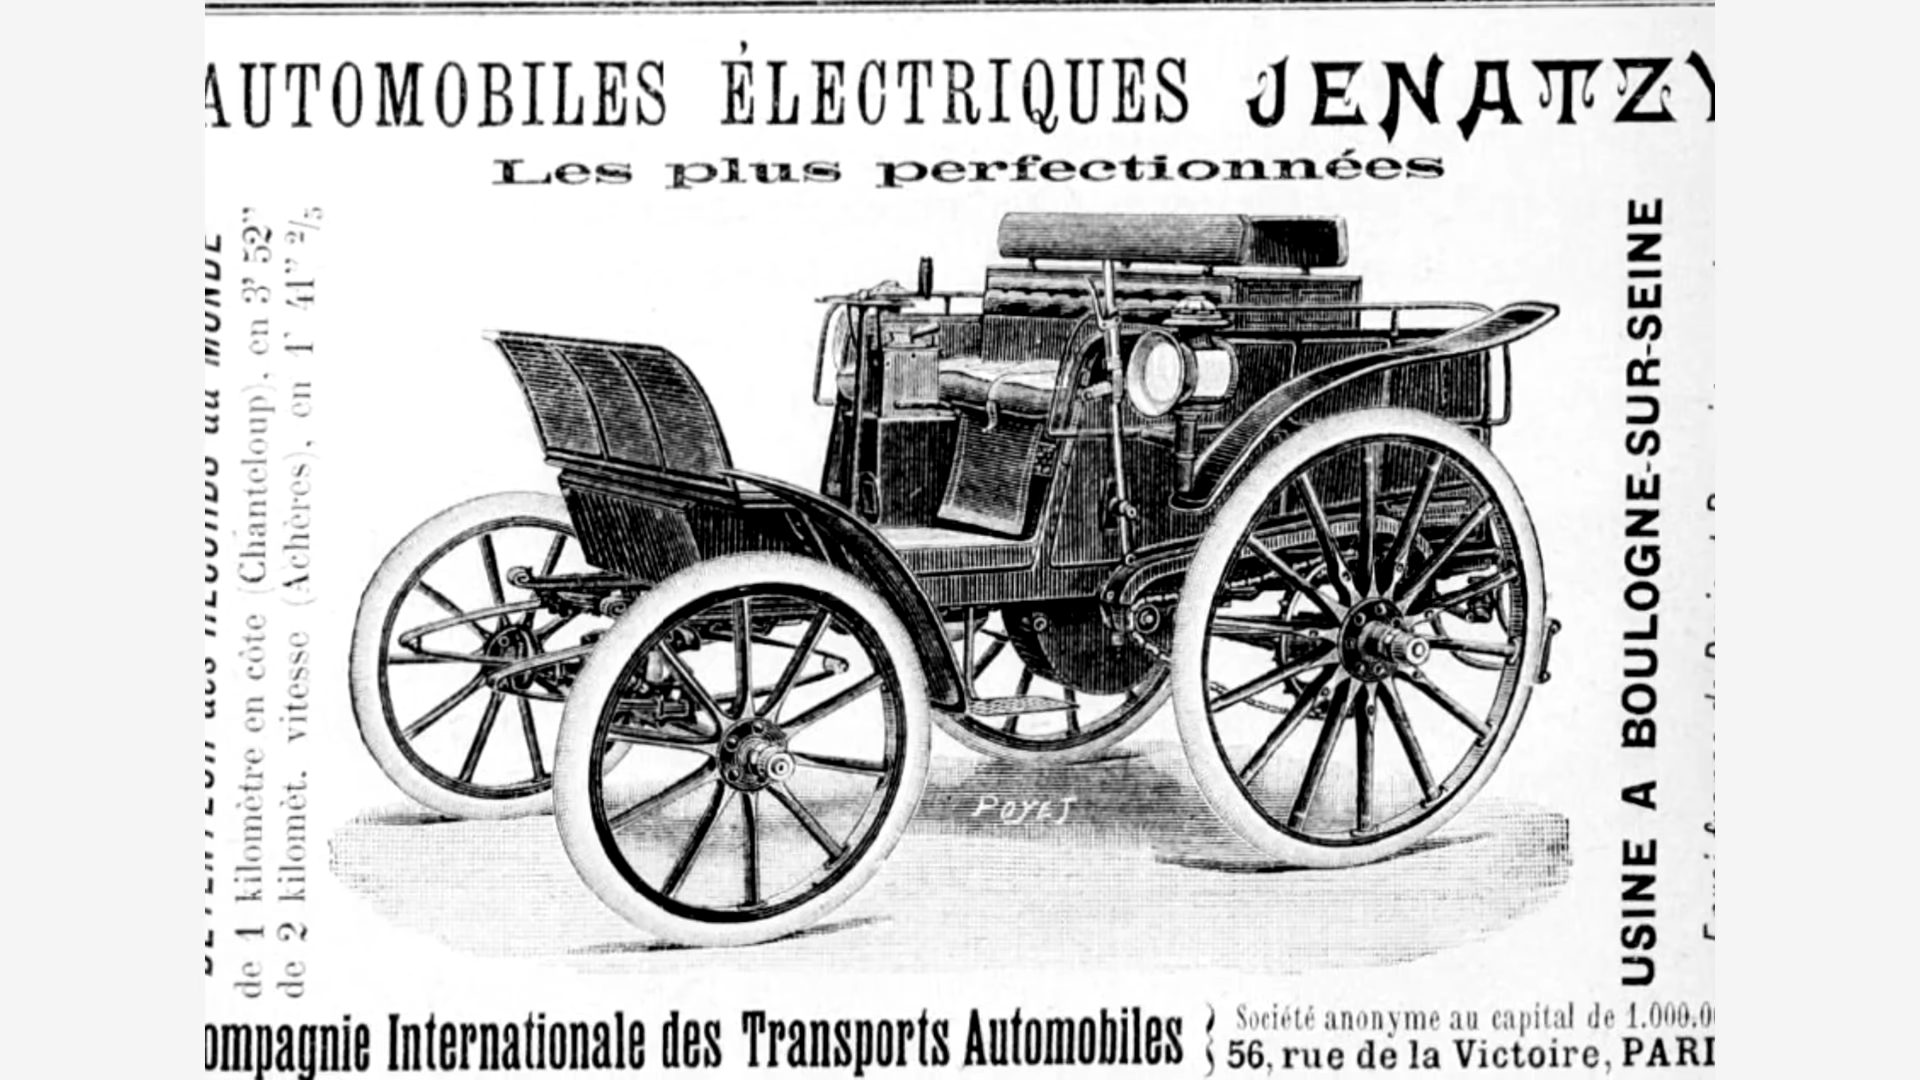 AUTOMOBILES ÉLECTRIQUES JENATZY
Les plus perfectionnées
de 1 kilomètre en côte (Chanteloup), en 3' 52"
de 2 kilomèt. vitesse (Achères), en 1' 41" 2/5
POYET
USINE A BOULOGNE-SUR-SEINE
ompagnie Internationale des Transports Automobiles
Société anonyme au capital de 1.000.0
56, rue de la Victoire, PARI